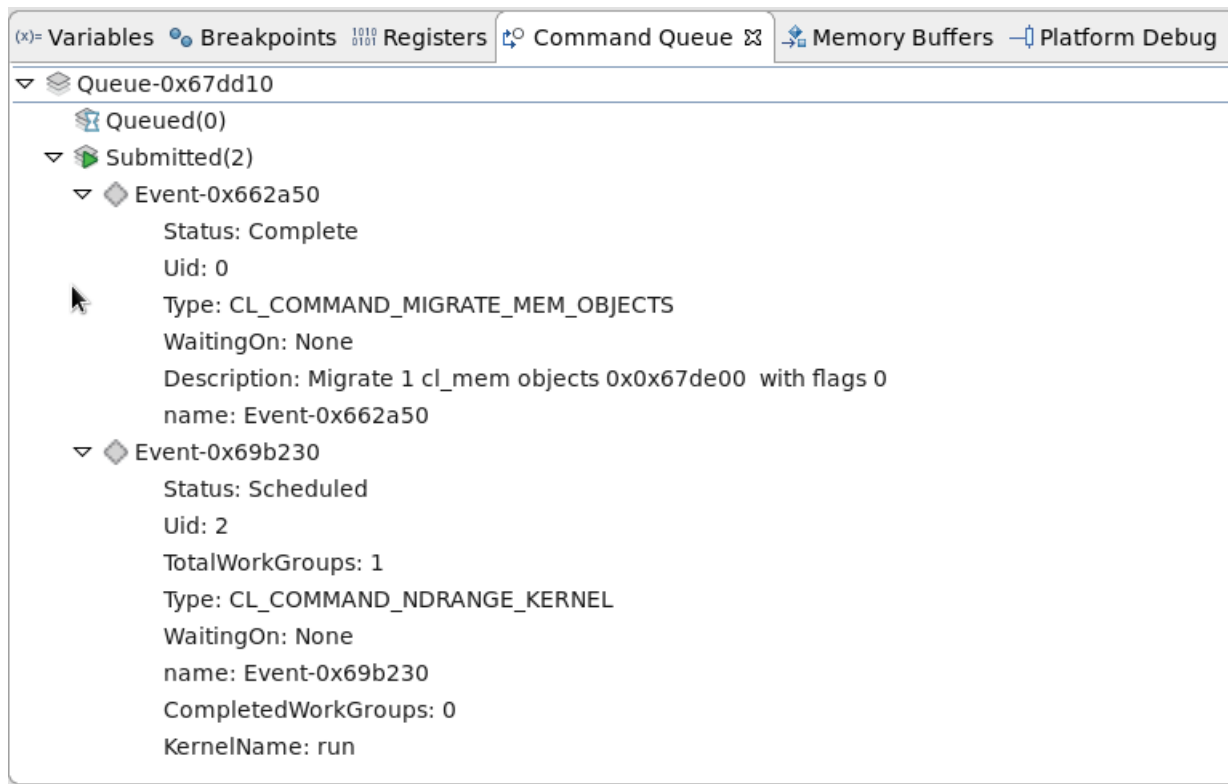 (x)= Variables Breakpoints 1010 0101 Registers Command Queue Memory Buffers Platform Debug
Queue-0x67dd10
Queued(0)
Submitted(2)
Event-0x662a50
Status: Complete
Uid: 0
Type: CL_COMMAND_MIGRATE_MEM_OBJECTS
WaitingOn: None
Description: Migrate 1 cl_mem objects 0x0x67de00  with flags 0
name: Event-0x662a50
Event-0x69b230
Status: Scheduled
Uid: 2
TotalWorkGroups: 1
Type: CL_COMMAND_NDRANGE_KERNEL
WaitingOn: None
name: Event-0x69b230
CompletedWorkGroups: 0
KernelName: run